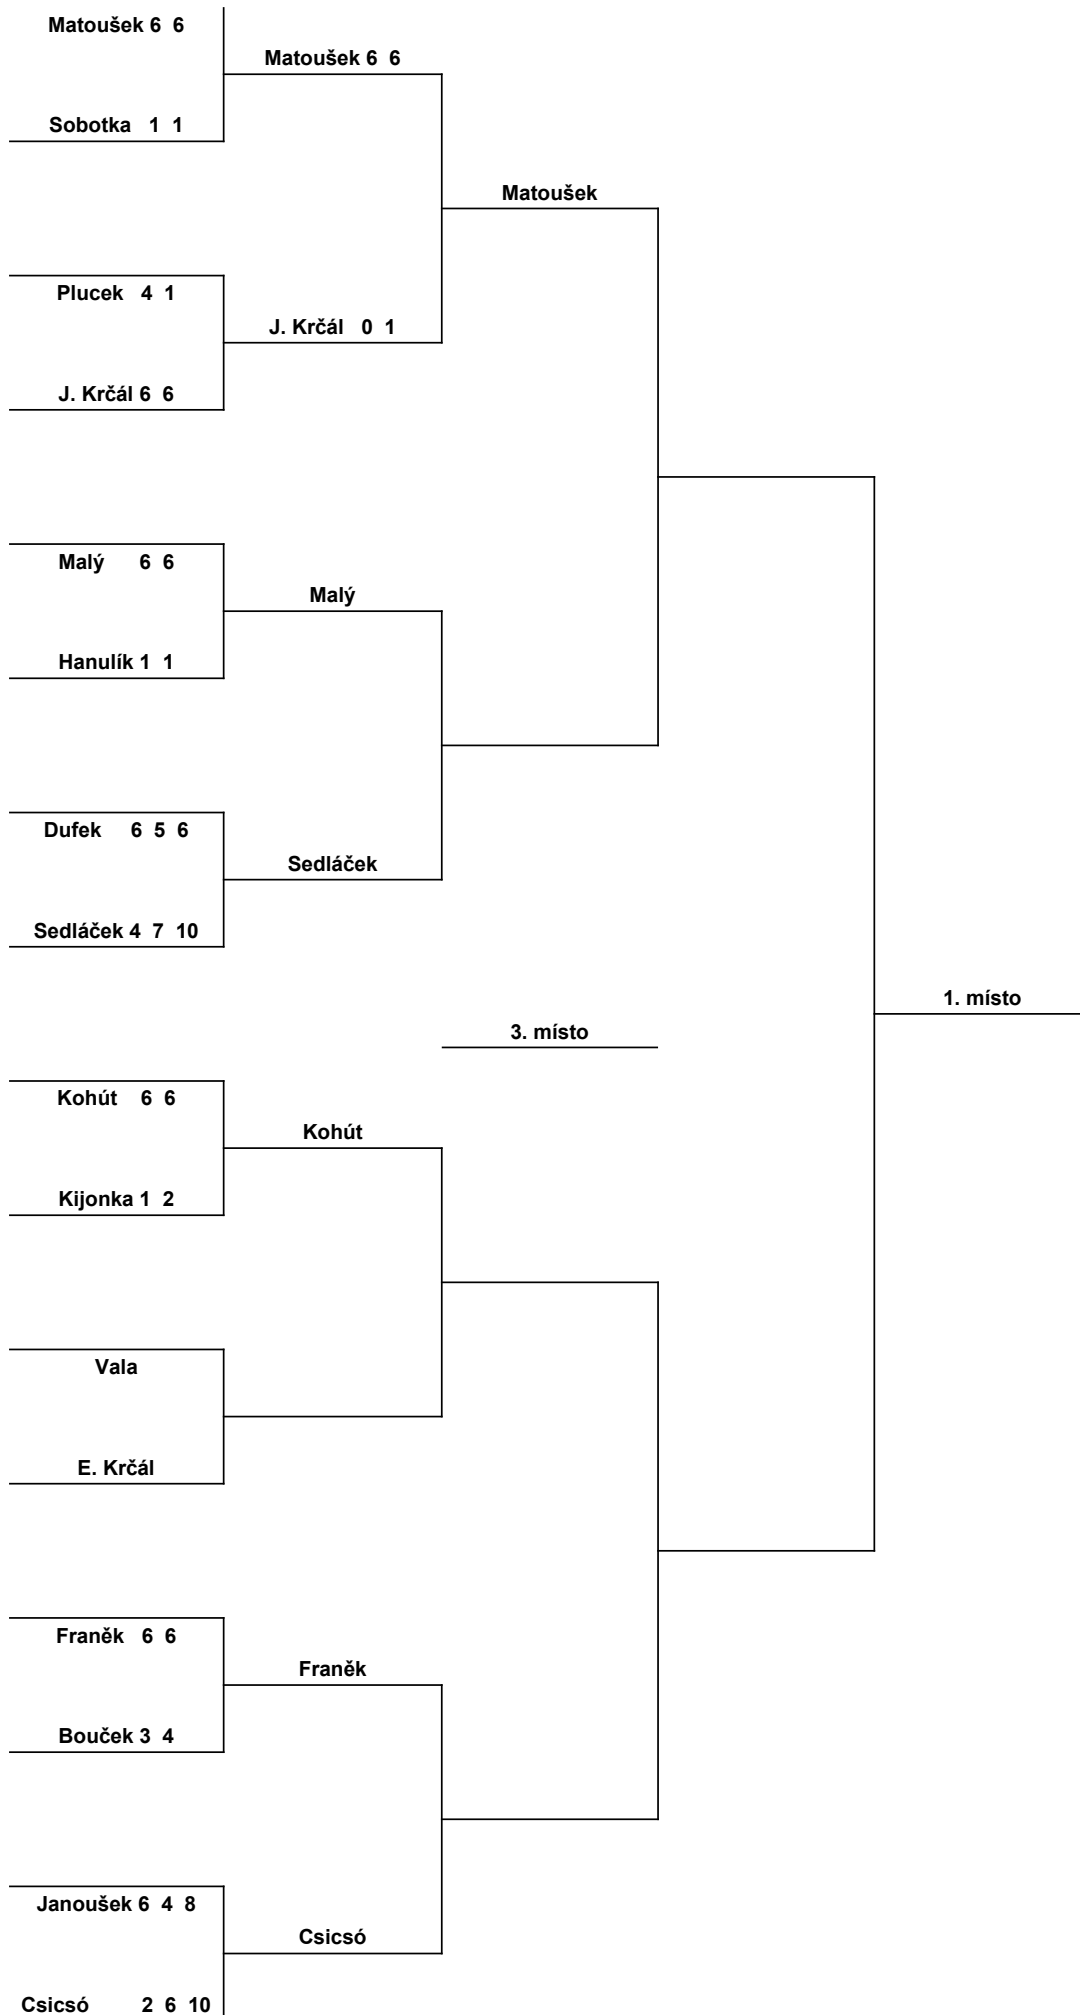 Matoušek 6 6
Matoušek 6 6
Sobotka 1 1
Matoušek
Plucek 4 1
J. Krčál 0 1
J. Krčál 6 6
Malý 6 6
Malý
Hanulík 1 1
Dufek 6 5 6
Sedláček
Sedláček 4 7 10
1. místo
3. místo
Kohút 6 6
Kohút
Kijonka 1 2
Vala
E. Krčál
Franěk 6 6
Franěk
Bouček 3 4
Janoušek 6 4 8
Csicsó
Csicsó 2 6 10